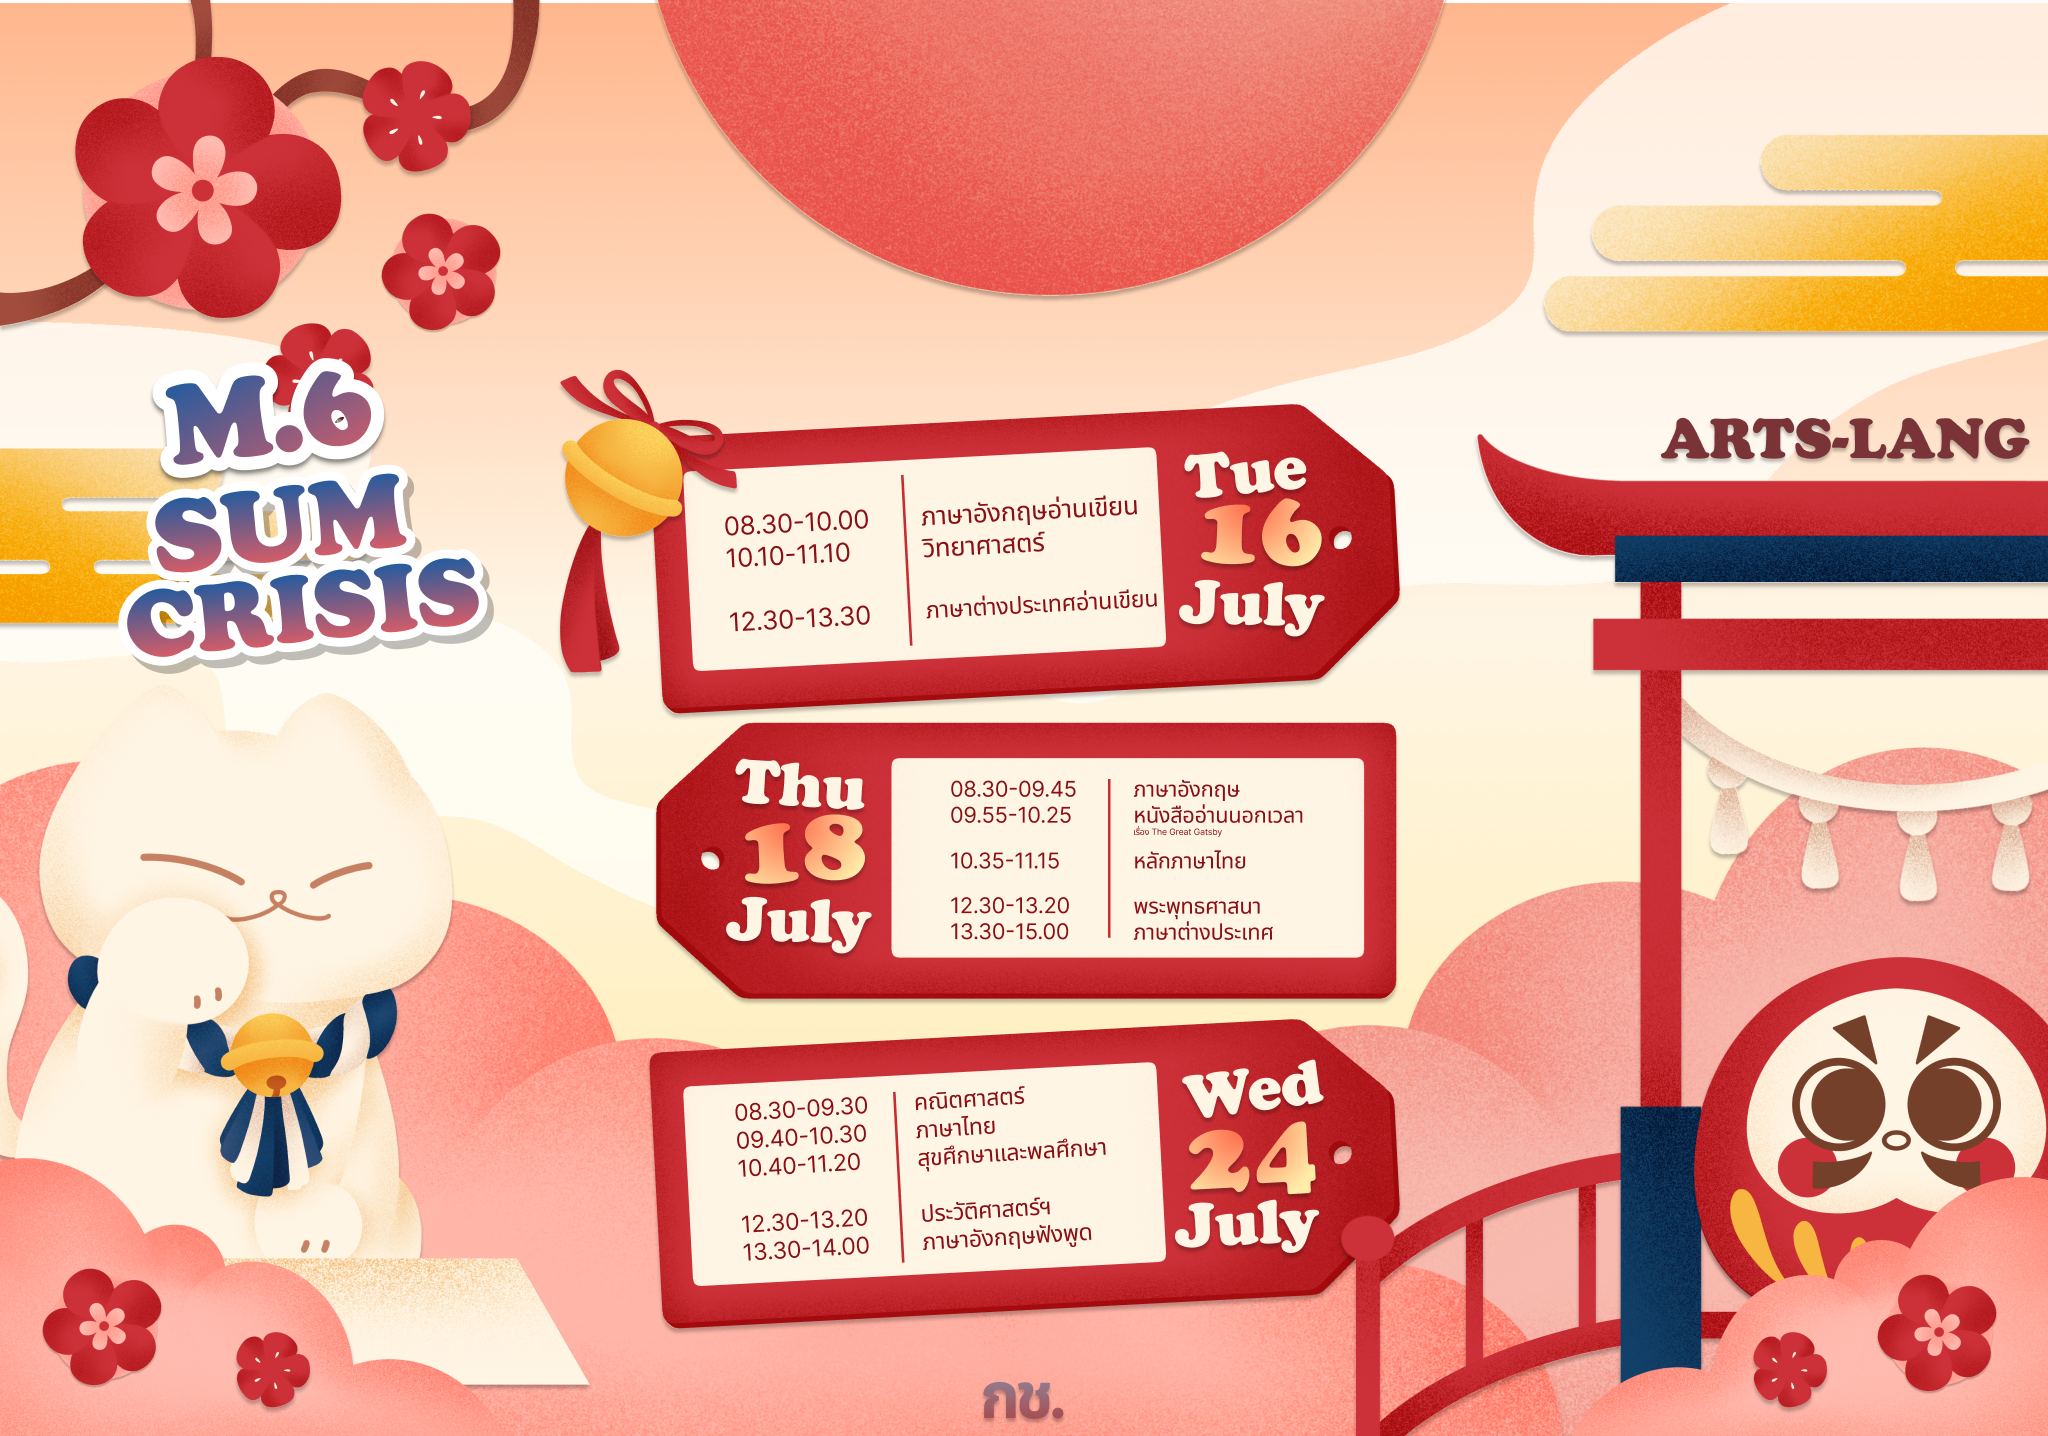 M.6
SUM
CRISIS
08.30-10.00 ภาษาอังกฤษอ่านเขียน
10.10-11.10 วิทยาศาสตร์
12.30-13.30 ภาษาต่างประเทศอ่านเขียน
Tue
16
July
Thu
18
July
08.30-09.45 ภาษาอังกฤษ
09.55-10.25 หนังสืออ่านนอกเวลา
เรื่อง The Great Gatsby
10.35-11.15 หลักภาษาไทย
12.30-13.20 พระพุทธศาสนา
13.30-15.00 ภาษาต่างประเทศ
08.30-09.30 คณิตศาสตร์
09.40-10.30 ภาษาไทย
10.40-11.20 สุขศึกษาและพลศึกษา
12.30-13.20 ประวัติศาสตร์ฯ
13.30-14.00 ภาษาอังกฤษฟังพูด
Wed
24
July
ARTS-LANG
กช.